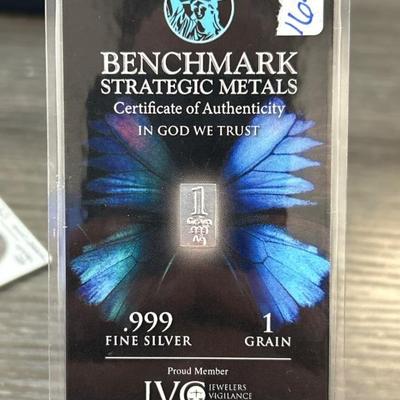 16
BENCHMARK
STRATEGIC METALS
Certificate of Authenticity
IN GOD WE TRUST
1
.999 1
FINE SILVER GRAIN
Proud Member
JVC JEWELERS
VIGILANCE